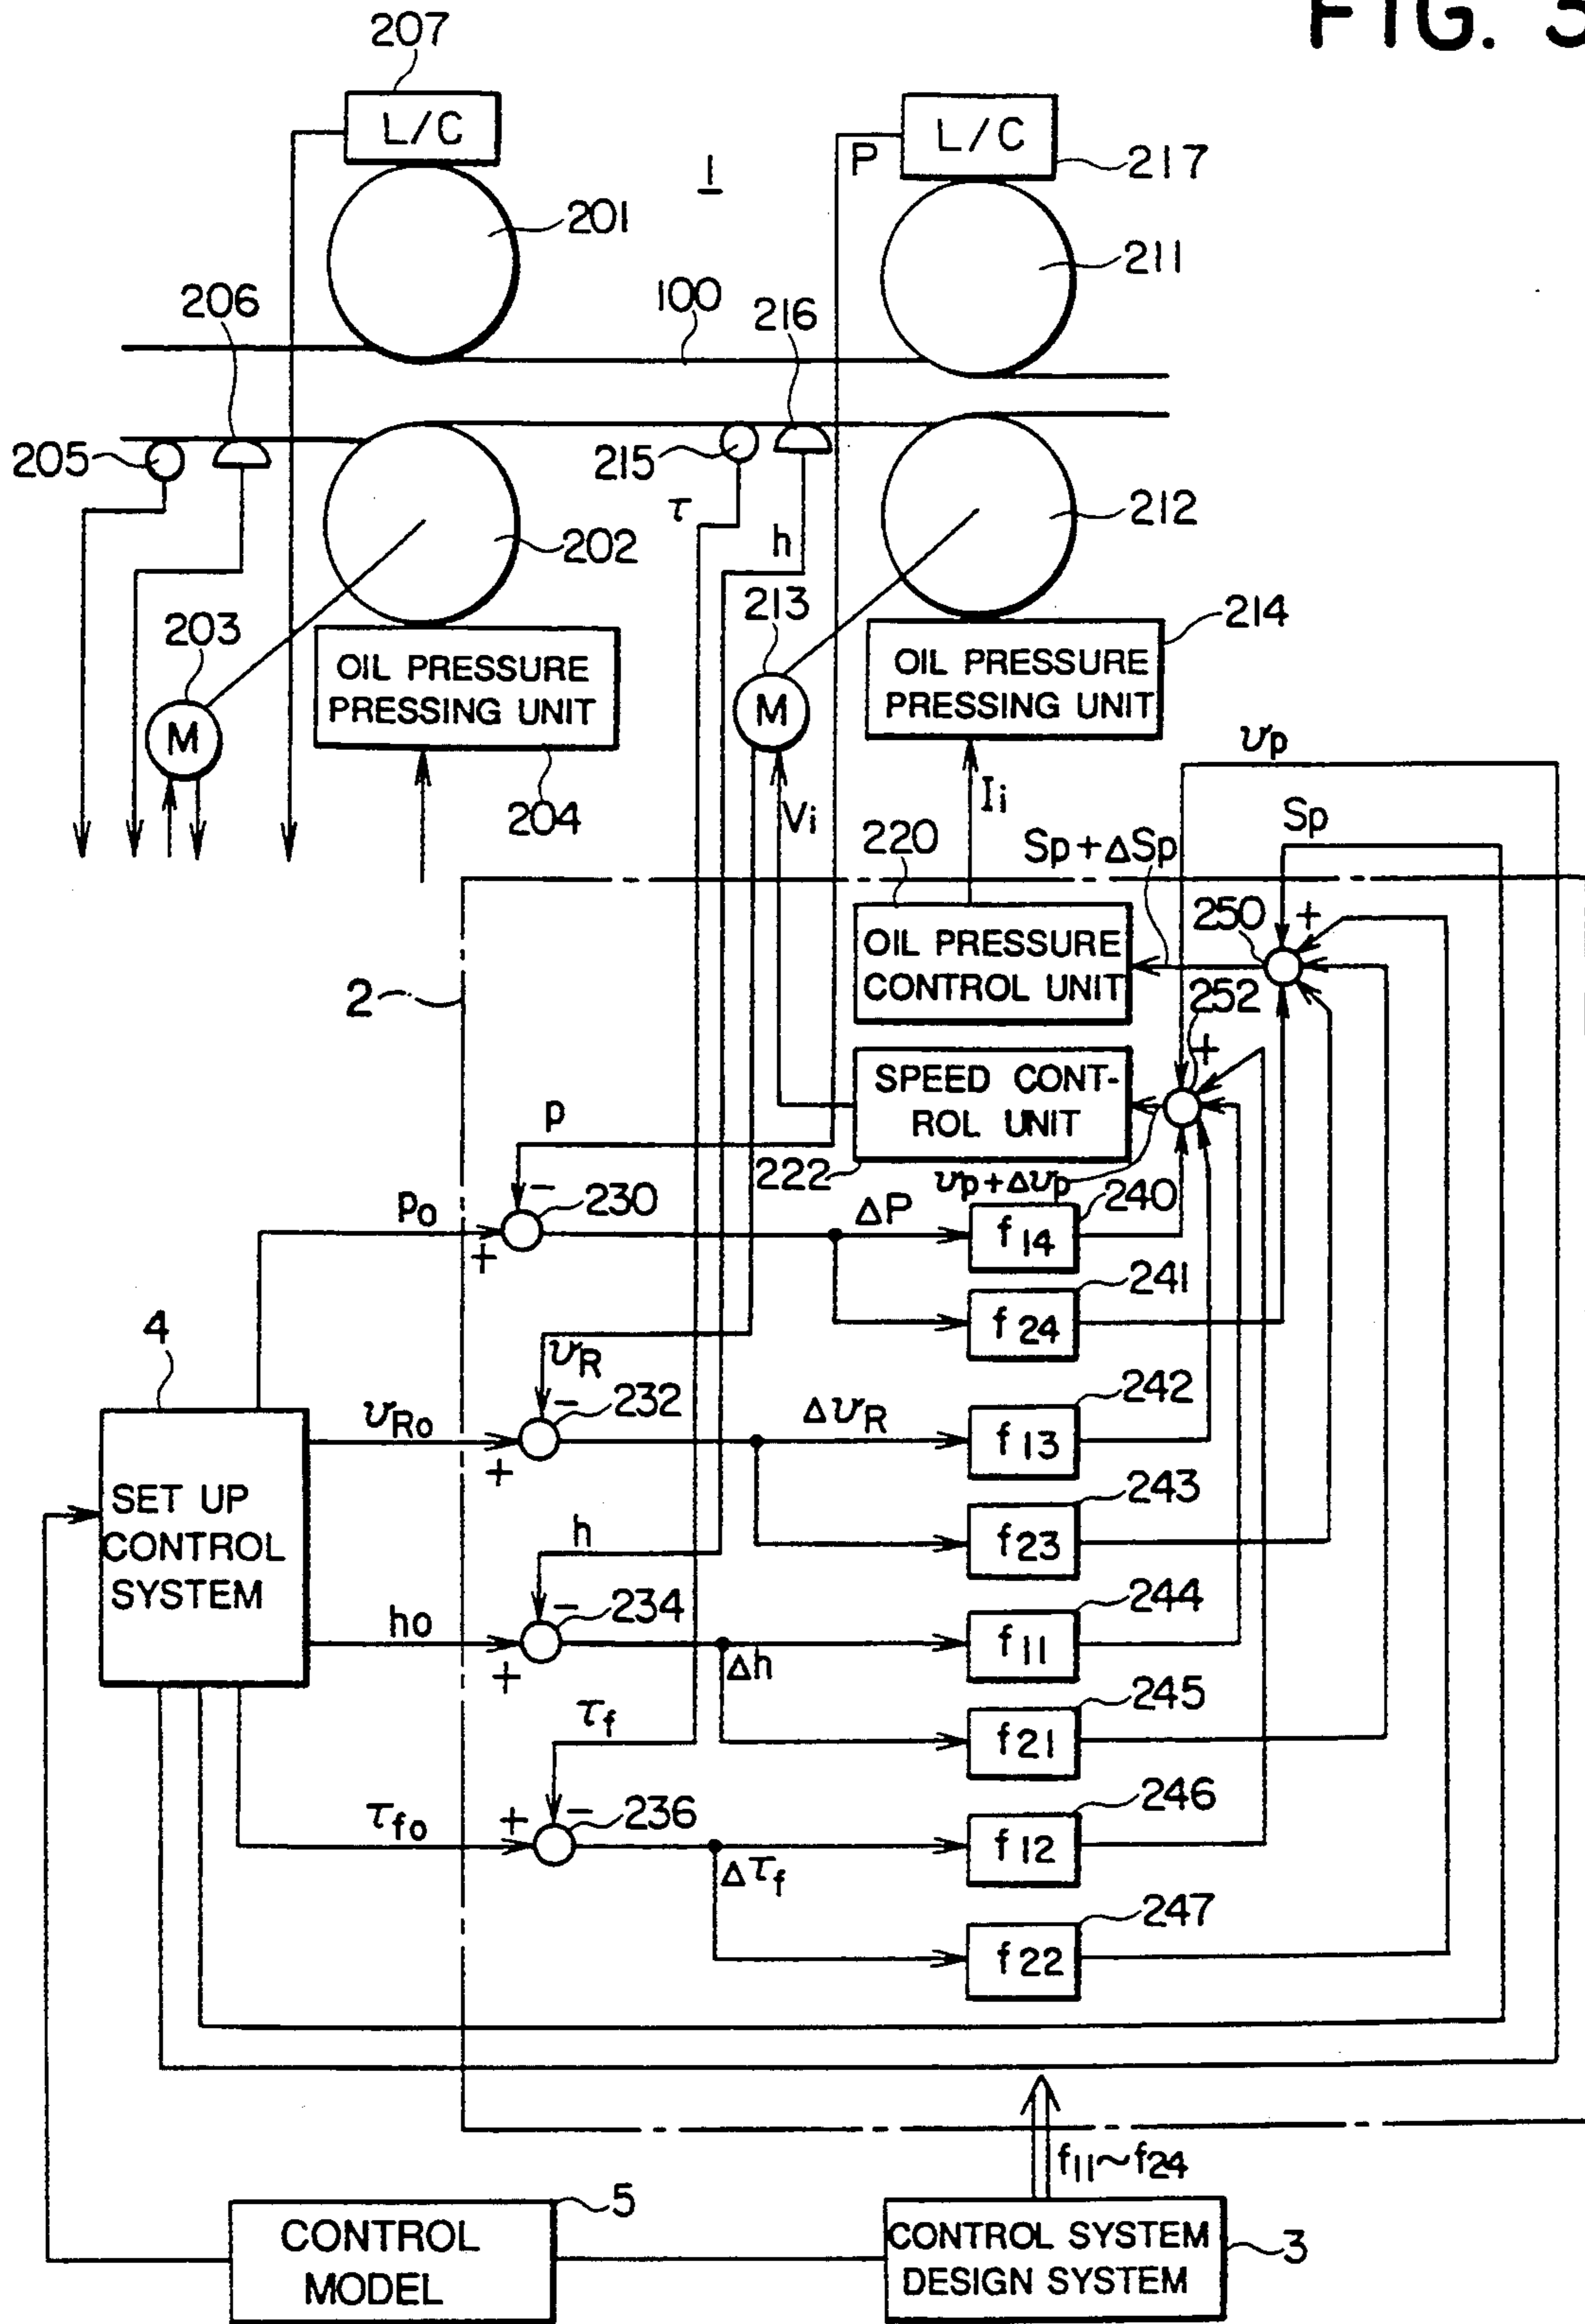 FIG. 3
207
L/C
L/C
P
217
1
201
211
206
100
216
205
215
τ
212
202
h
213
214
203
OIL PRESSURE
PRESSING UNIT
OIL PRESSURE
PRESSING UNIT
M
M
υp
204
Vi
Ii
Sp
220
Sp+ΔSp
250
+
OIL PRESSURE
CONTROL UNIT
2
252
+
SPEED CONT-
ROL UNIT
p
222
υp+Δυp
240
po
−
230
ΔP
f14
+
241
f24
4
υR
242
υRo
−
232
ΔυR
f13
+
243
SET UP
CONTROL
SYSTEM
h
f23
244
ho
−
234
f11
+
Δh
245
τf
f21
246
τfo
+
−
236
f12
Δτf
247
f22
f11~f24
5
CONTROL
MODEL
CONTROL SYSTEM
DESIGN SYSTEM
3